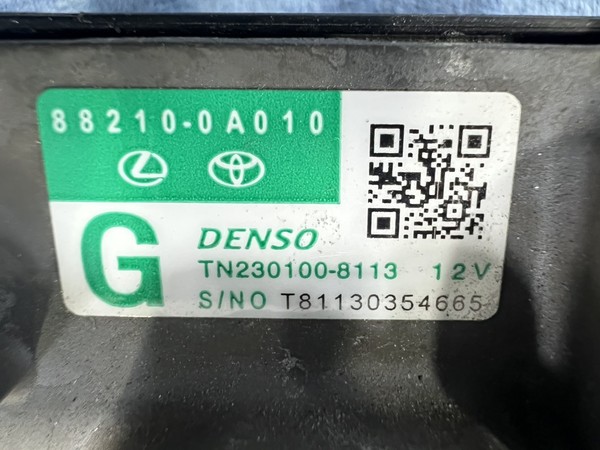 88210-0A010
G
DENSO
TN230100-8113 12V
S/NO T81130354665